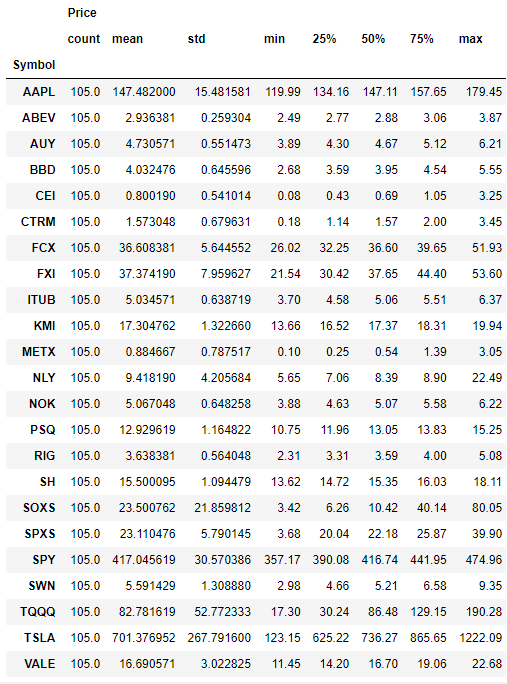 Price
count mean std min 25% 50% 75% max
Symbol
AAPL 105.0 147.482000 15.481581 119.99 134.16 147.11 157.65 179.45
ABEV 105.0 2.936381 0.259304 2.49 2.77 2.88 3.06 3.87
AUY 105.0 4.730571 0.551473 3.89 4.30 4.67 5.12 6.21
BBD 105.0 4.032476 0.645596 2.68 3.59 3.95 4.54 5.55
CEI 105.0 0.800190 0.541014 0.08 0.43 0.69 1.05 3.25
CTRM 105.0 1.573048 0.679631 0.18 1.14 1.57 2.00 3.45
FCX 105.0 36.608381 5.644552 26.02 32.25 36.60 39.65 51.93
FXI 105.0 37.374190 7.959627 21.54 30.42 37.65 44.40 53.60
ITUB 105.0 5.034571 0.638719 3.70 4.58 5.06 5.51 6.37
KMI 105.0 17.304762 1.322660 13.66 16.52 17.37 18.31 19.94
METX 105.0 0.884667 0.787517 0.10 0.25 0.54 1.39 3.05
NLY 105.0 9.418190 4.205684 5.65 7.06 8.39 8.90 22.49
NOK 105.0 5.067048 0.648258 3.88 4.63 5.07 5.58 6.22
PSQ 105.0 12.929619 1.164822 10.75 11.96 13.05 13.83 15.25
RIG 105.0 3.638381 0.564048 2.31 3.31 3.59 4.00 5.08
SH 105.0 15.500095 1.094479 13.62 14.72 15.35 16.03 18.11
SOXS 105.0 23.500762 21.859812 3.42 6.26 10.42 40.14 80.05
SPXS 105.0 23.110476 5.790145 3.68 20.04 22.18 25.87 39.90
SPY 105.0 417.045619 30.570386 357.17 390.08 416.74 441.95 474.96
SWN 105.0 5.591429 1.308880 2.98 4.66 5.21 6.58 9.35
TQQQ 105.0 82.781619 52.772333 17.30 30.24 86.48 129.15 190.28
TSLA 105.0 701.376952 267.791600 123.15 625.22 736.27 865.65 1222.09
VALE 105.0 16.690571 3.022825 11.45 14.20 16.70 19.06 22.68